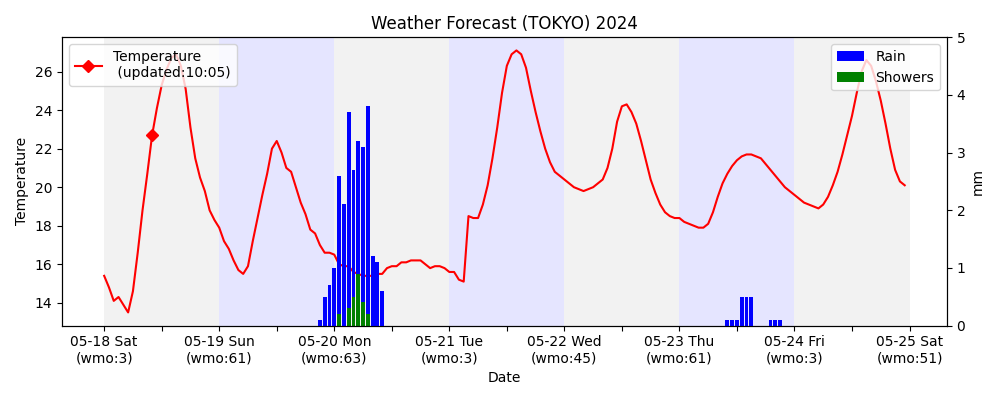 Weather Forecast (TOKYO) 2024
Temperature
(updated:10:05)
Rain
Showers
Temperature
26
24
22
20
18
16
14
5
4
3
2
1
0
mm
05-18 Sat
(wmo:3)
05-19 Sun
(wmo:61)
05-20 Mon
(wmo:63)
05-21 Tue
(wmo:3)
05-22 Wed
(wmo:45)
05-23 Thu
(wmo:61)
05-24 Fri
(wmo:3)
05-25 Sat
(wmo:51)
Date